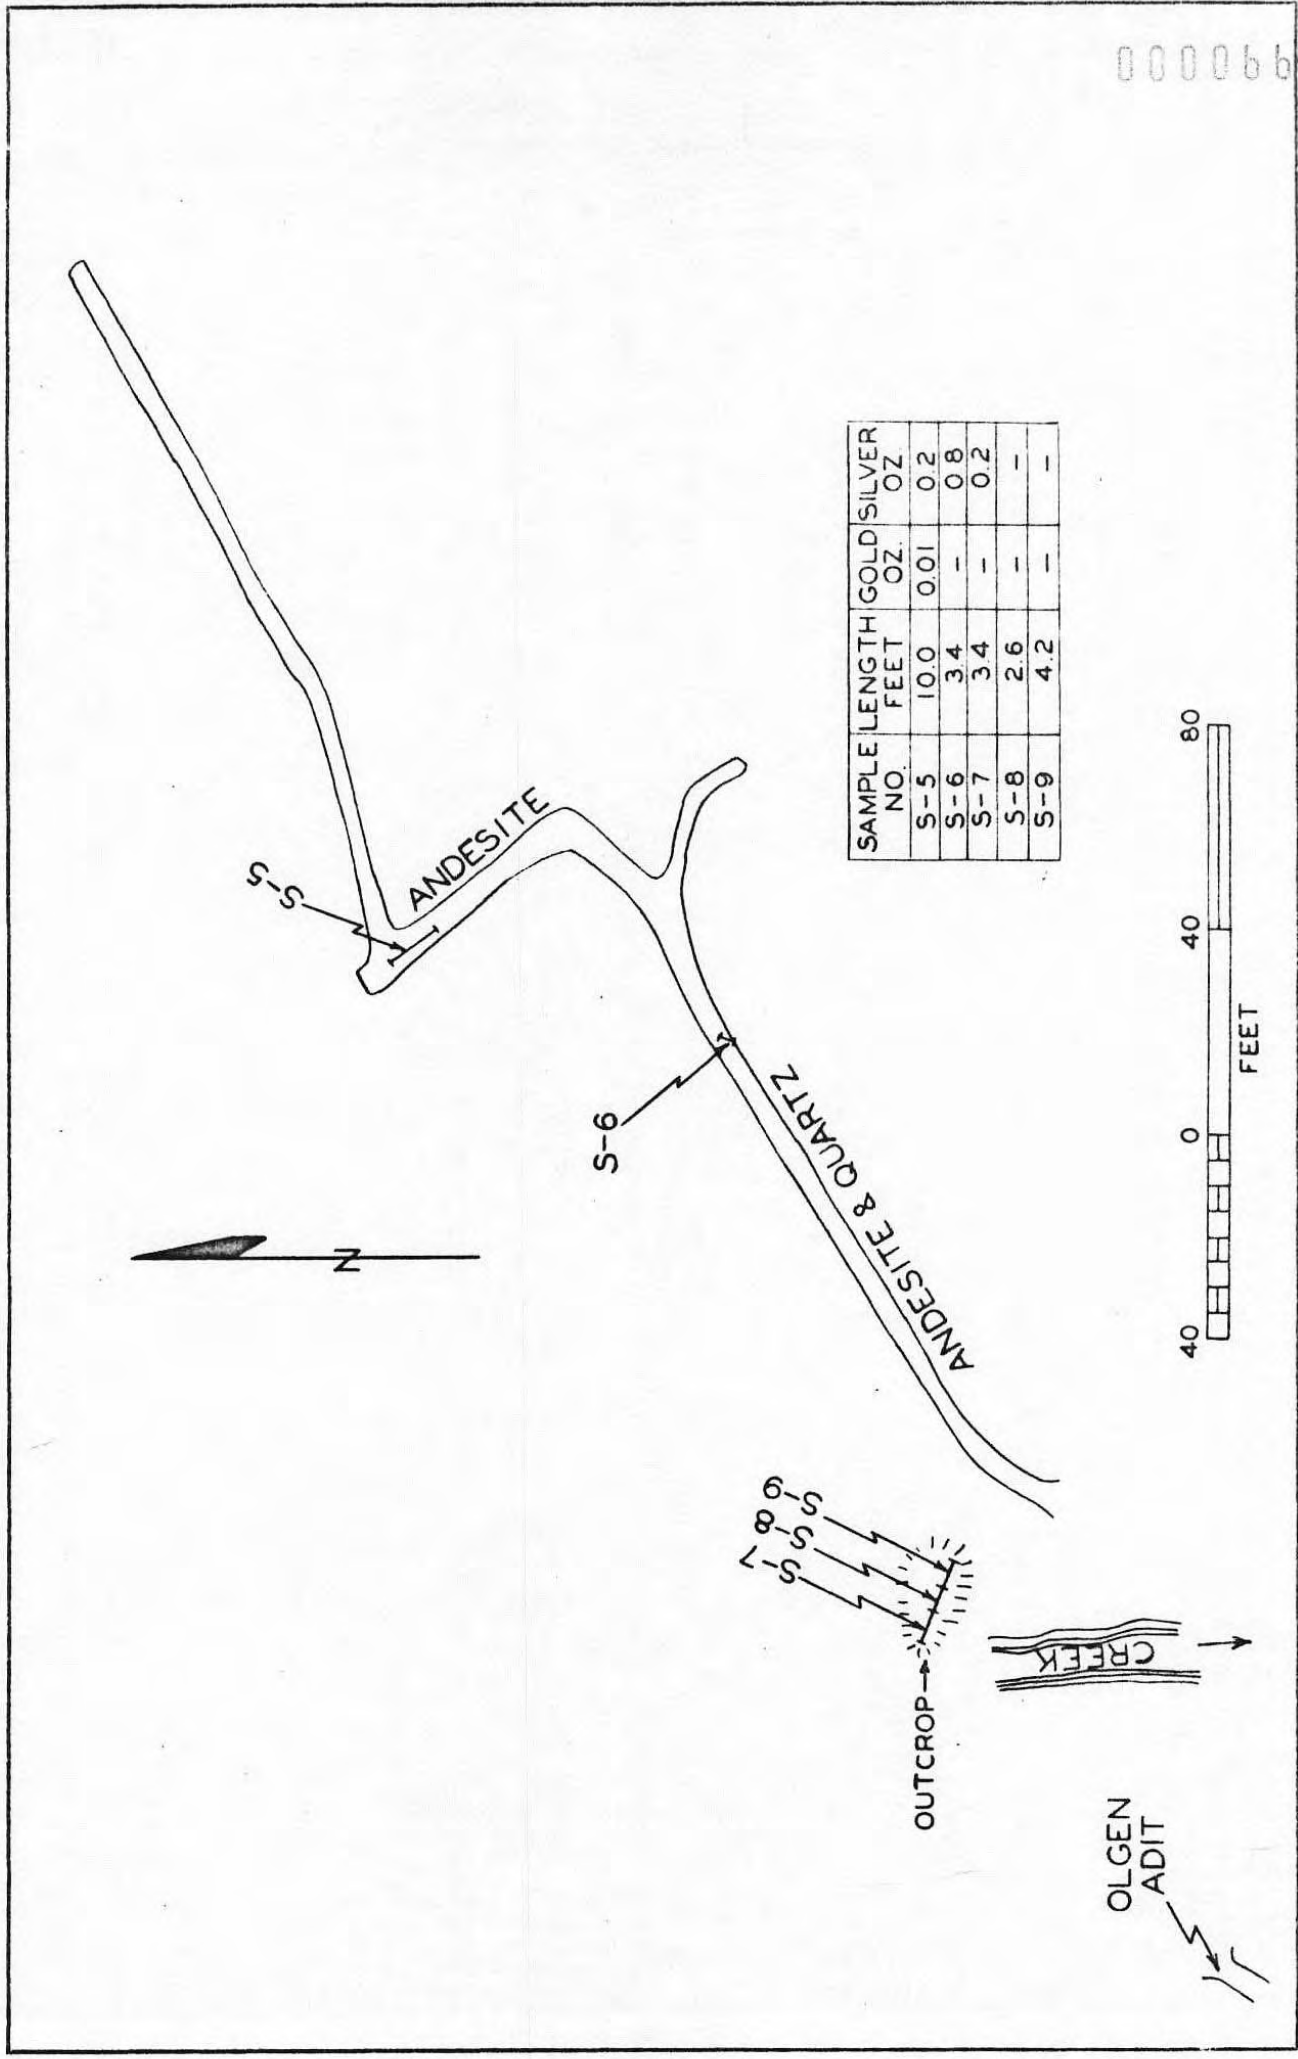 000066
S-5
ANDESITE
S-6
N
ANDESITE & QUARTZ
S-7
S-8
S-9
OUTCROP
CREEK
OLGEN
ADIT
SAMPLE LENGTH GOLD SILVER
NO. FEET OZ. OZ
S-5 10.0 0.01 0.2
S-6 3.4 - 0.8
S-7 3.4 - 0.2
S-8 2.6 - -
S-9 4.2 - -
40 0 40 80
FEET